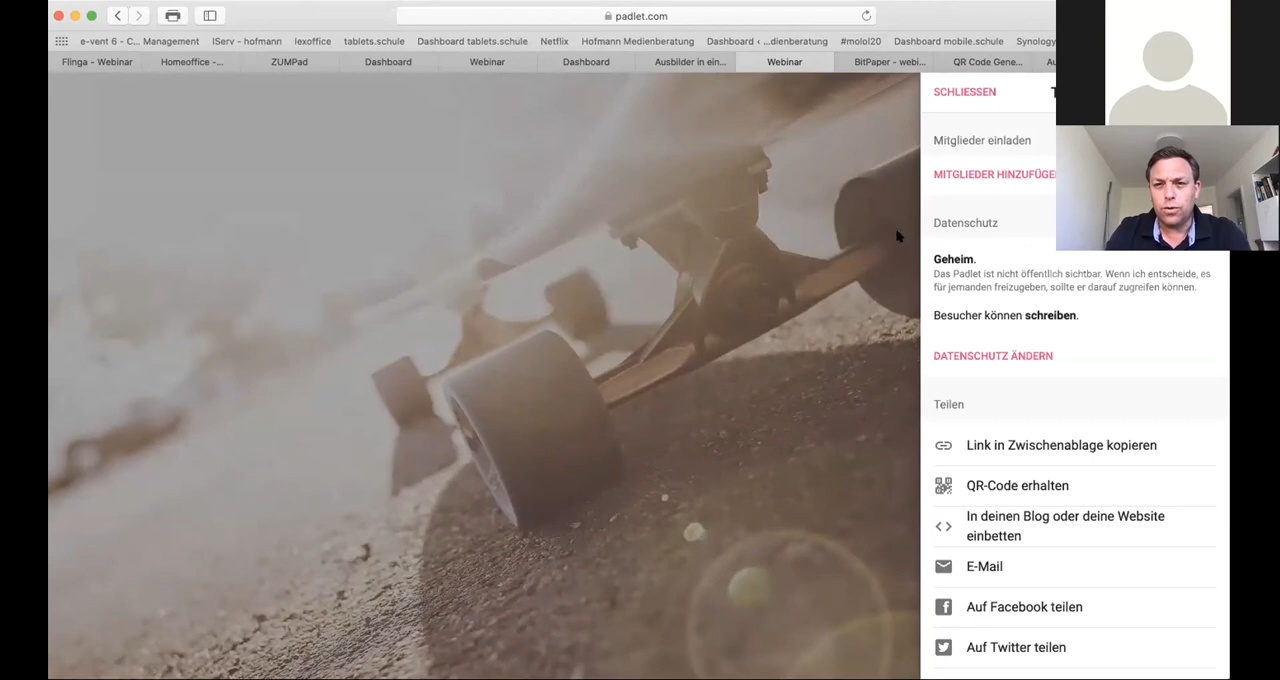 padlet.com
e-vent 6 - C... Management IServ - hofmann lexoffice tablets.schule Dashboard tablets.schule Netflix Hofmann Medienberatung Dashboard ‹ ...dienberatung #molol20 Dashboard mobile.schule Synology
Flinga - Webinar Homeoffice -... ZUMPad Dashboard Webinar Dashboard Ausbilder in ein... Webinar BitPaper - webi... QR Code Gene... Au
SCHLIESSEN T
Mitglieder einladen
MITGLIEDER HINZUFÜGE
Datenschutz
Geheim.
Das Padlet ist nicht öffentlich sichtbar. Wenn ich entscheide, es
für jemanden freizugeben, sollte er darauf zugreifen können.
Besucher können schreiben.
DATENSCHUTZ ÄNDERN
Teilen
Link in Zwischenablage kopieren
QR-Code erhalten
In deinen Blog oder deine Website
einbetten
E-Mail
Auf Facebook teilen
Auf Twitter teilen